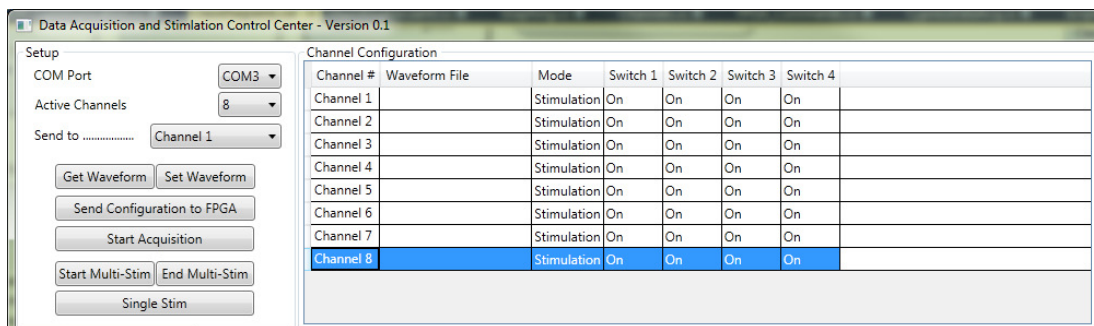 Data Acquisition and Stimlation Control Center - Version 0.1
Setup
COM Port COM3
Active Channels 8
Send to .................. Channel 1
Get Waveform Set Waveform
Send Configuration to FPGA
Start Acquisition
Start Multi-Stim End Multi-Stim
Single Stim
Channel Configuration
Channel # Waveform File Mode Switch 1 Switch 2 Switch 3 Switch 4
Channel 1 Stimulation On On On On
Channel 2 Stimulation On On On On
Channel 3 Stimulation On On On On
Channel 4 Stimulation On On On On
Channel 5 Stimulation On On On On
Channel 6 Stimulation On On On On
Channel 7 Stimulation On On On On
Channel 8 Stimulation On On On On